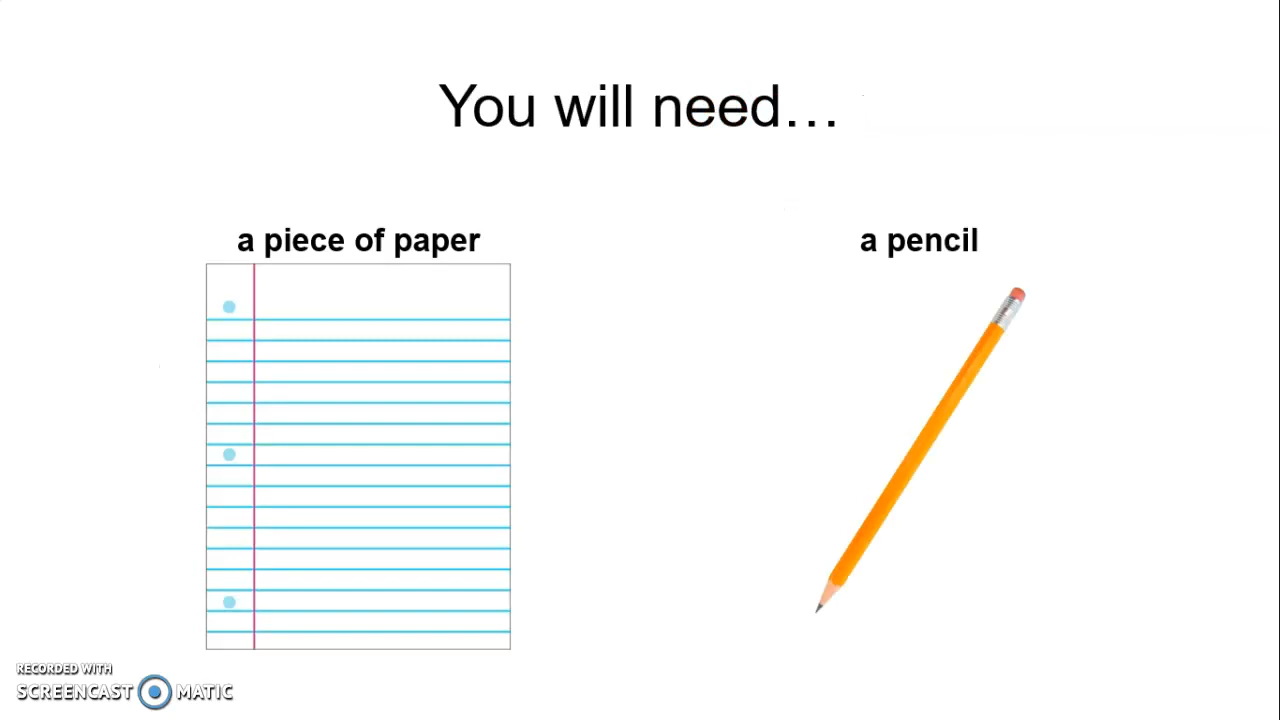 You will need…
a piece of paper
a pencil
RECORDED WITH
SCREENCAST MATIC